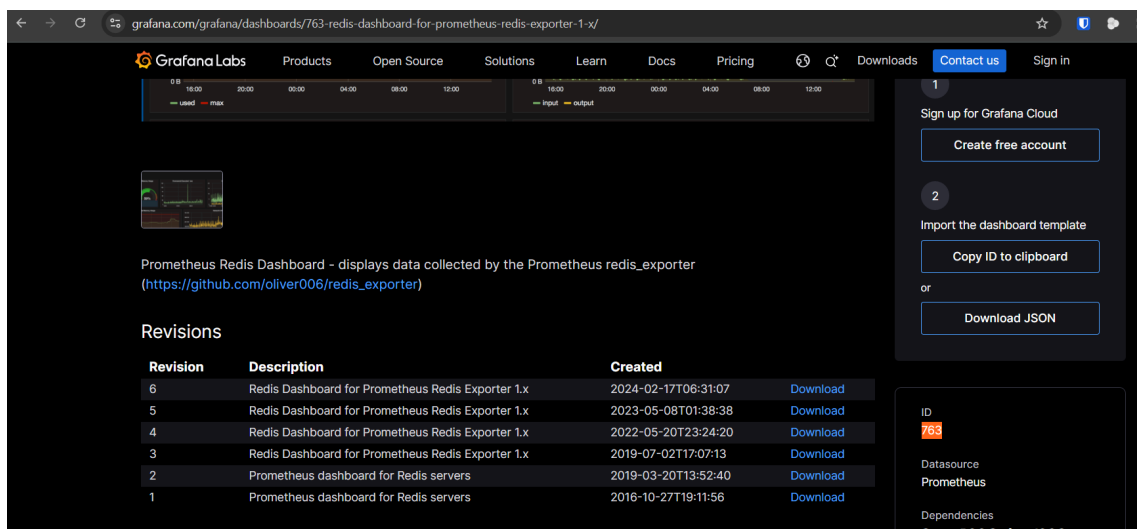 grafana.com/grafana/dashboards/763-redis-dashboard-for-prometheus-redis-exporter-1-x/
Grafana Labs Products Open Source Solutions Learn Docs Pricing Downloads Contact us Sign in
0 B
16:00 20:00 00:00 04:00 08:00 12:00
used max
0 B
16:00 20:00 00:00 04:00 08:00 12:00
input output
Prometheus Redis Dashboard - displays data collected by the Prometheus redis_exporter
(https://github.com/oliver006/redis_exporter)
Revisions
Revision Description Created
6 Redis Dashboard for Prometheus Redis Exporter 1.x 2024-02-17T06:31:07 Download
5 Redis Dashboard for Prometheus Redis Exporter 1.x 2023-05-08T01:38:38 Download
4 Redis Dashboard for Prometheus Redis Exporter 1.x 2022-05-20T23:24:20 Download
3 Redis Dashboard for Prometheus Redis Exporter 1.x 2019-07-02T17:07:13 Download
2 Prometheus dashboard for Redis servers 2019-03-20T13:52:40 Download
1 Prometheus dashboard for Redis servers 2016-10-27T19:11:56 Download
1
Sign up for Grafana Cloud
Create free account
2
Import the dashboard template
Copy ID to clipboard
or
Download JSON
ID
763
Datasource
Prometheus
Dependencies